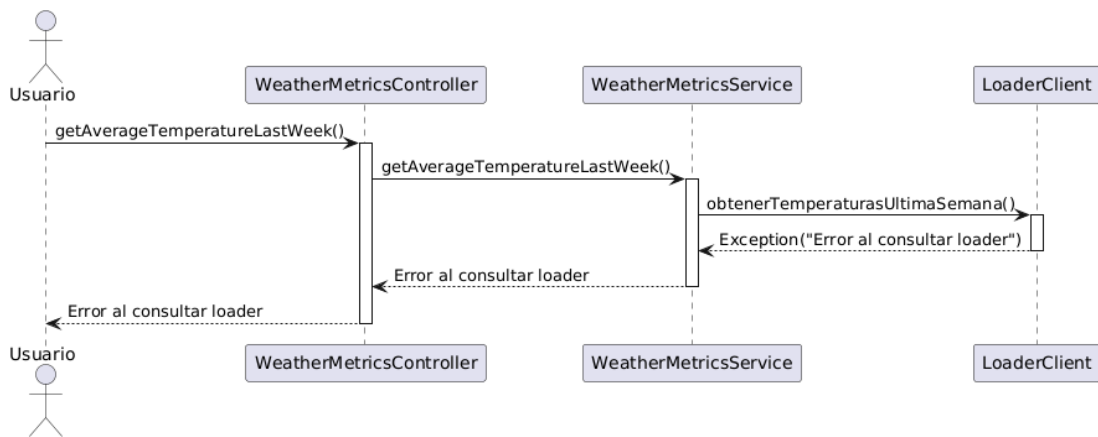 Usuario
WeatherMetricsController
WeatherMetricsService
LoaderClient
getAverageTemperatureLastWeek()
getAverageTemperatureLastWeek()
obtenerTemperaturasUltimaSemana()
Exception("Error al consultar loader")
Error al consultar loader
Error al consultar loader
Usuario
WeatherMetricsController
WeatherMetricsService
LoaderClient